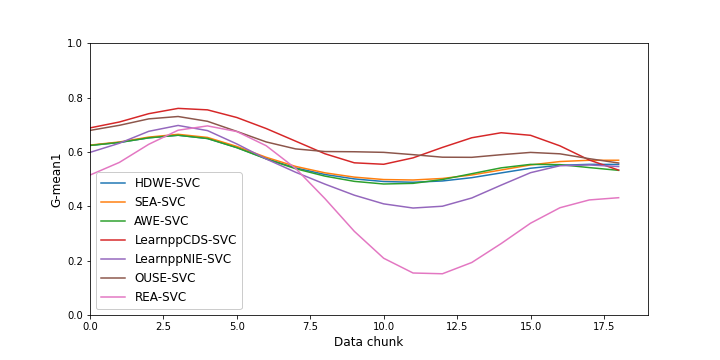 1.0
0.8
0.6
0.4
0.2
0.0
G-mean1
HDWE-SVC
SEA-SVC
AWE-SVC
LearnppCDS-SVC
LearnppNIE-SVC
OUSE-SVC
REA-SVC
0.0 2.5 5.0 7.5 10.0 12.5 15.0 17.5
Data chunk